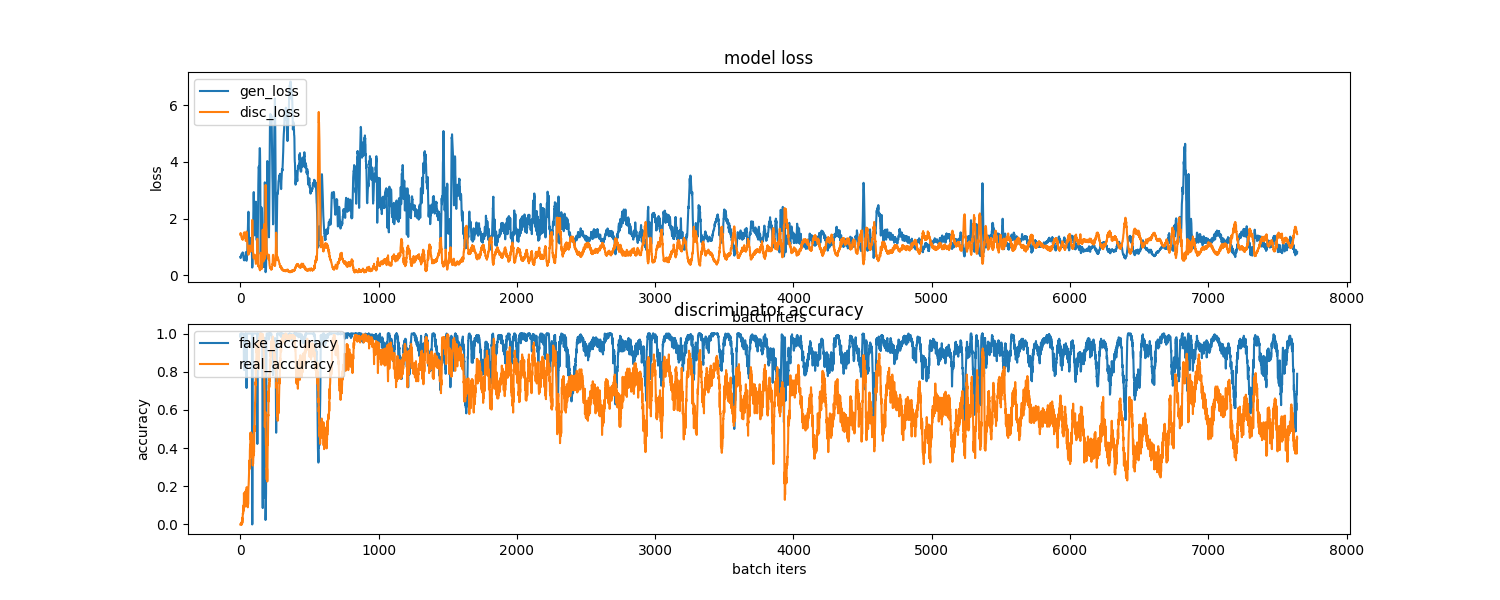 model loss
gen_loss
disc_loss
loss
6
4
2
0
0 1000 2000 3000 4000 5000 6000 7000 8000
batch iters
discriminator accuracy
fake_accuracy
real_accuracy
accuracy
1.0
0.8
0.6
0.4
0.2
0.0
0 1000 2000 3000 4000 5000 6000 7000 8000
batch iters